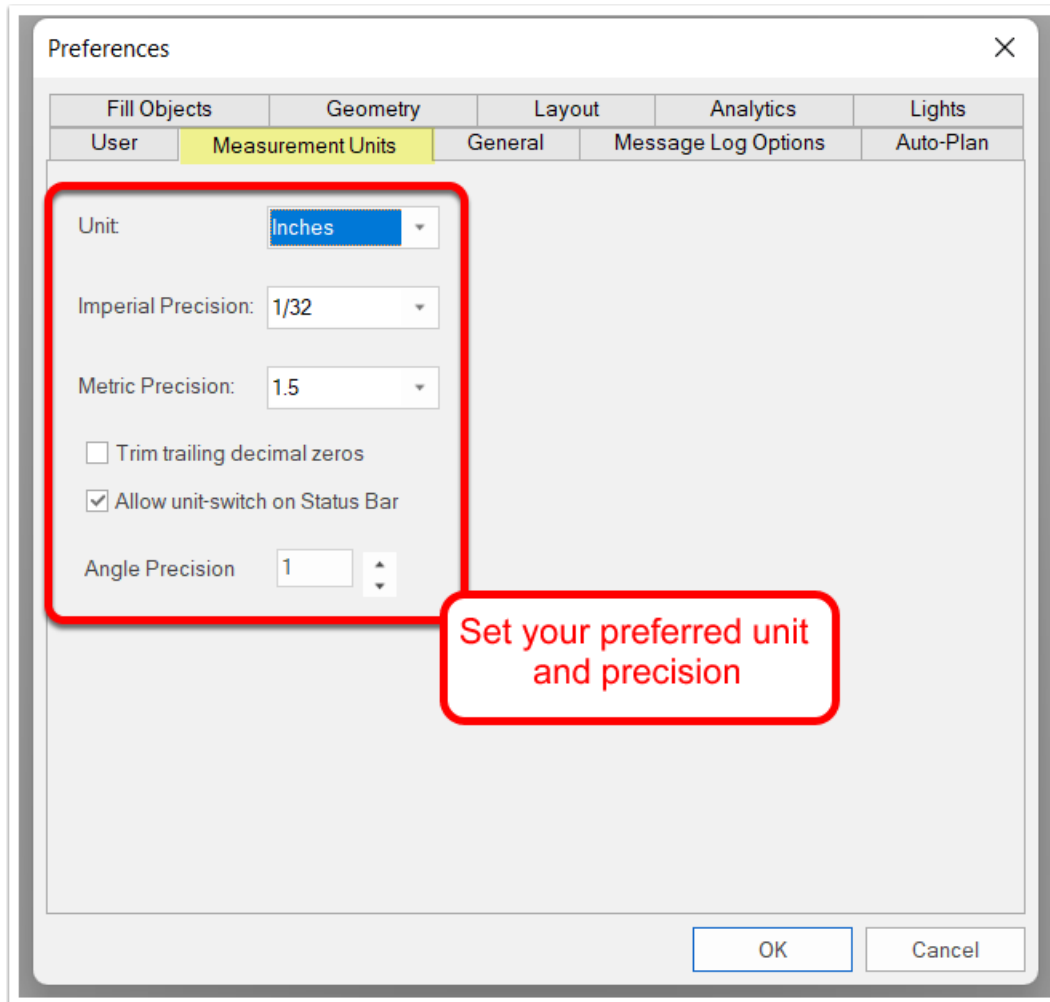 Preferences
Fill Objects Geometry Layout Analytics Lights
User Measurement Units General Message Log Options Auto-Plan
Unit: Inches
Imperial Precision: 1/32
Metric Precision: 1.5
Trim trailing decimal zeros
Allow unit-switch on Status Bar
Angle Precision 1
Set your preferred unit
and precision
OK Cancel